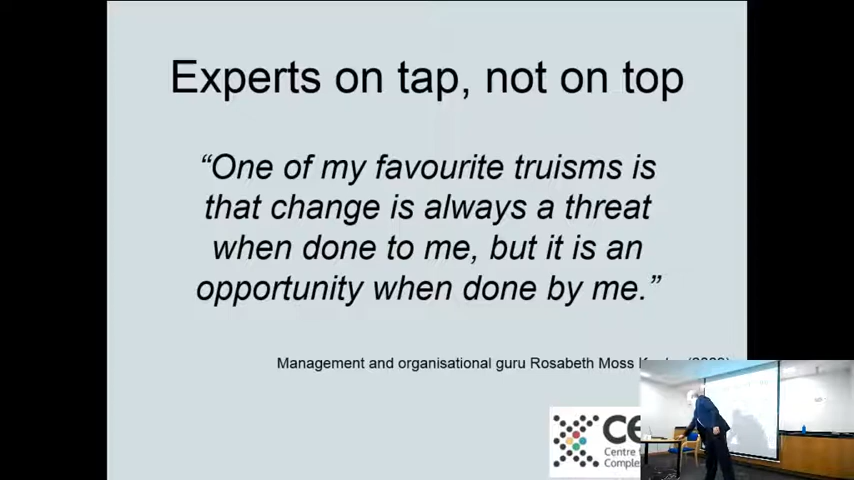 Experts on tap, not on top
“One of my favourite truisms is
that change is always a threat
when done to me, but it is an
opportunity when done by me.”
Management and organisational guru Rosabeth Moss
Centre